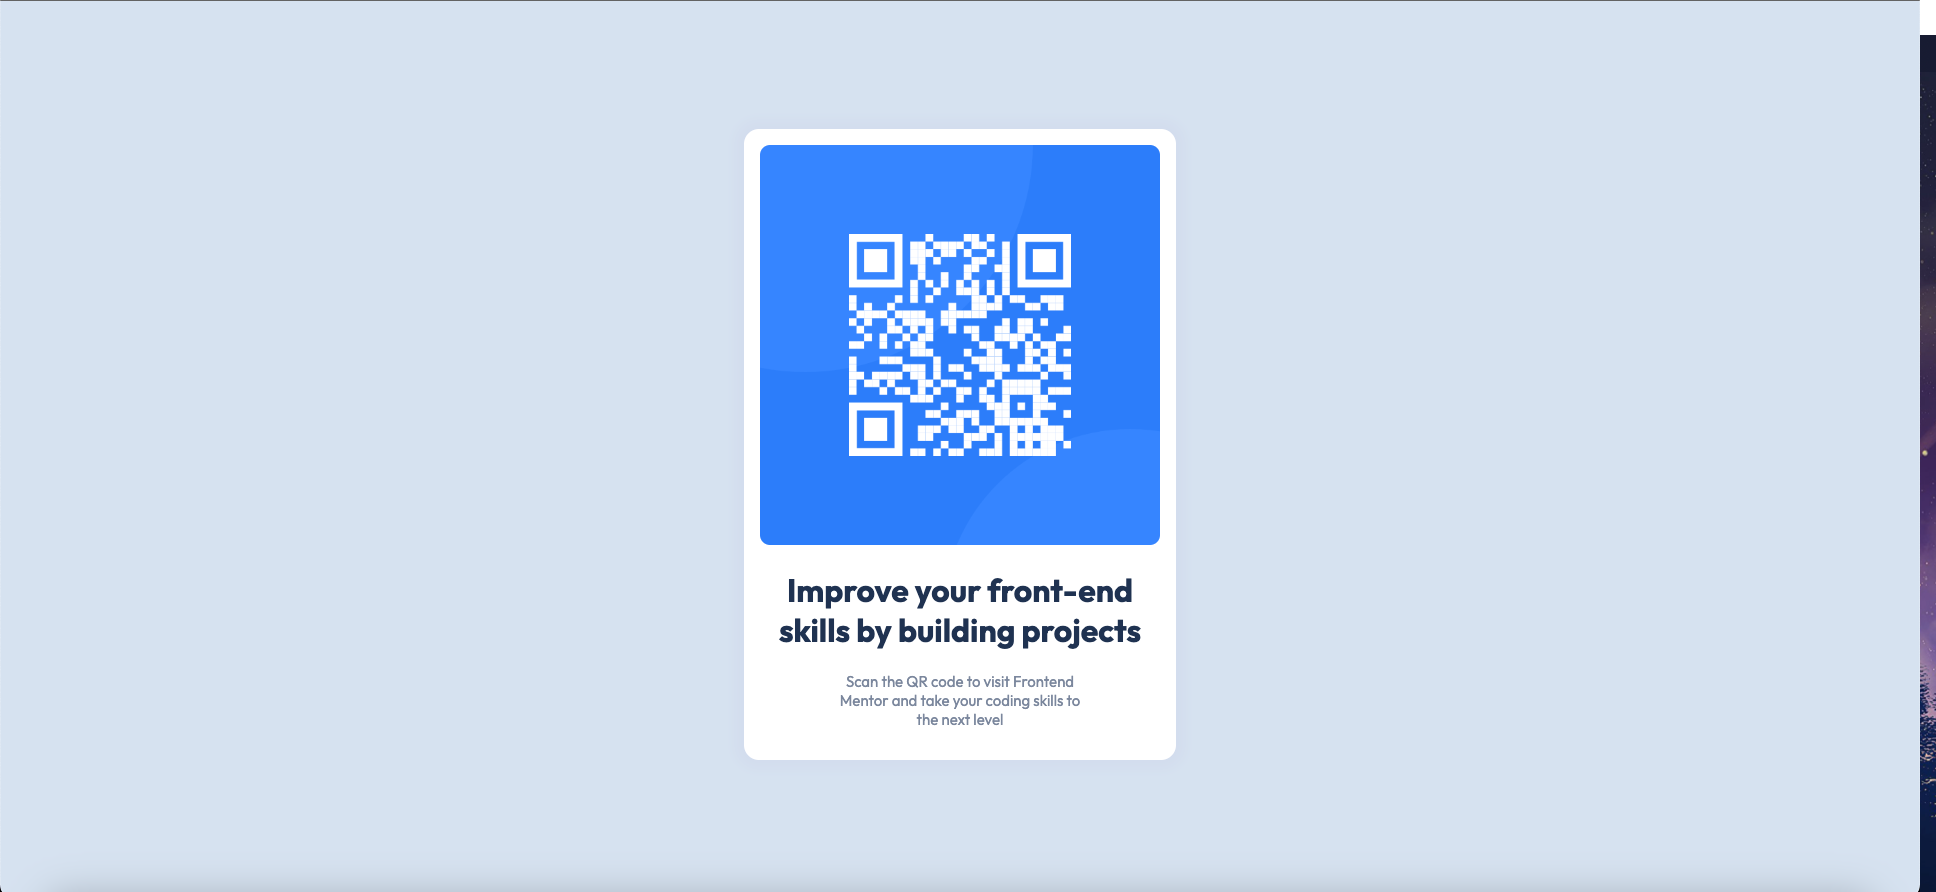 Improve your front-end
skills by building projects
Scan the QR code to visit Frontend
Mentor and take your coding skills to
the next level